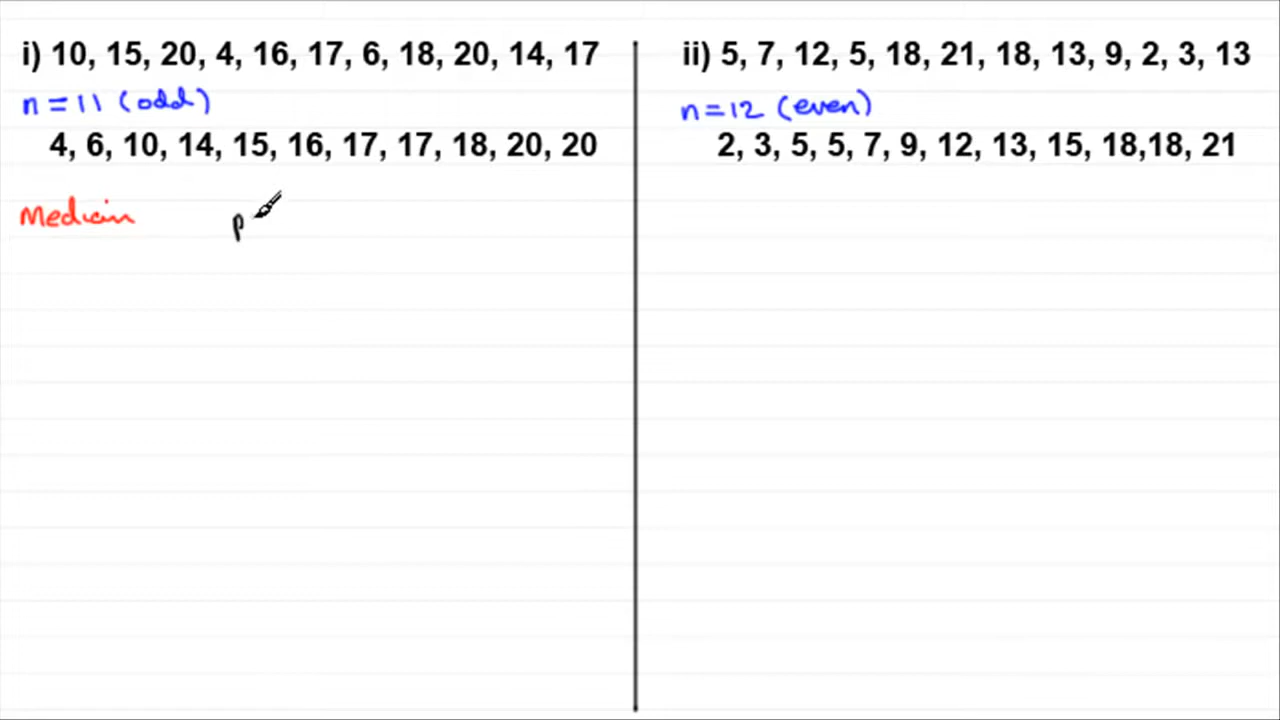 i) 10, 15, 20, 4, 16, 17, 6, 18, 20, 14, 17
n = 11 (odd)
4, 6, 10, 14, 15, 16, 17, 17, 18, 20, 20
Median
p
ii) 5, 7, 12, 5, 18, 21, 18, 13, 9, 2, 3, 13
n = 12 (even)
2, 3, 5, 5, 7, 9, 12, 13, 15, 18,18, 21